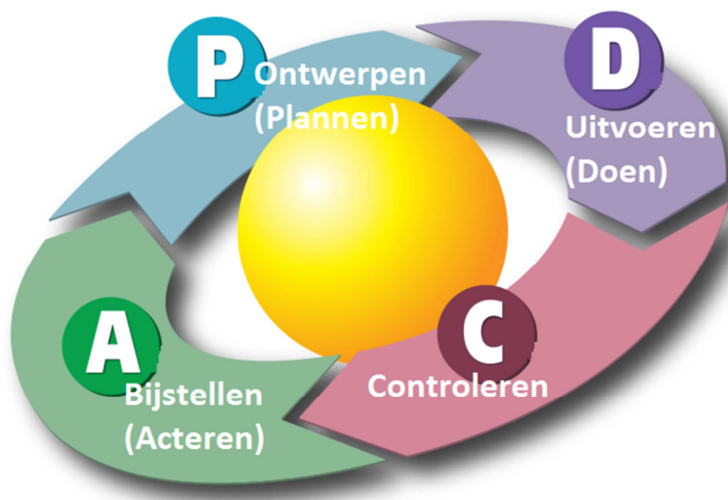 P
Ontwerpen
(Plannen)
D
Uitvoeren
(Doen)
C
Controleren
A
Bijstellen
(Acteren)